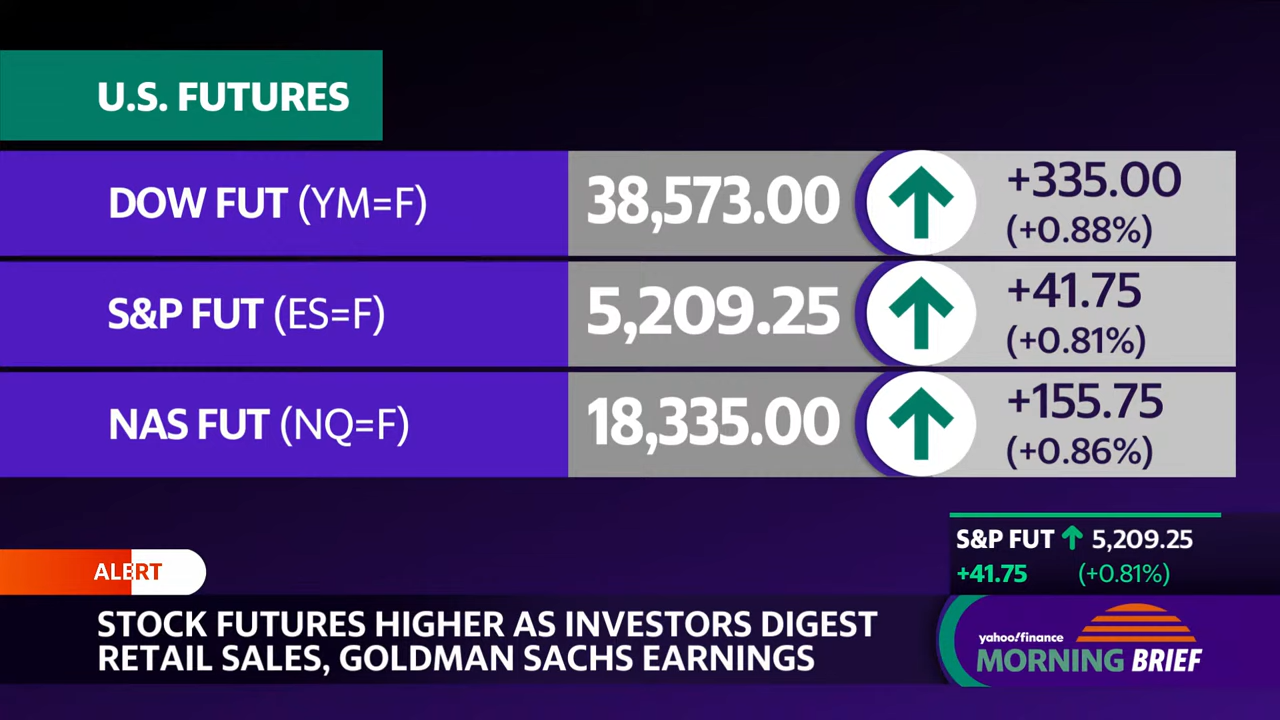 U.S. FUTURES
DOW FUT (YM=F) 38,573.00 +335.00
(+0.88%)
S&P FUT (ES=F) 5,209.25 +41.75
(+0.81%)
NAS FUT (NQ=F) 18,335.00 +155.75
(+0.86%)
S&P FUT 5,209.25
+41.75 (+0.81%)
ALERT
STOCK FUTURES HIGHER AS INVESTORS DIGEST
RETAIL SALES, GOLDMAN SACHS EARNINGS
yahoo!finance
MORNING BRIEF